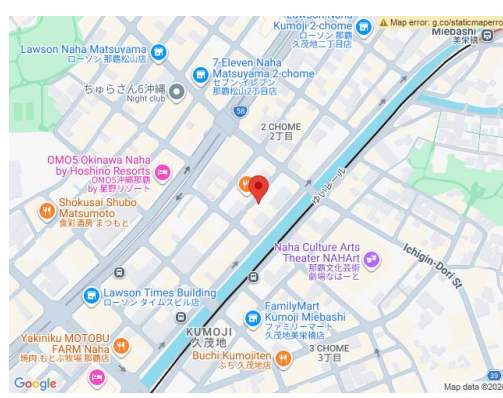 Map error: g.co/staticmaperro
Naha
Kumoji 2-chome
ローソン 那覇
久茂地二丁目店
Miebashi
美栄橋
Lawson Naha Matsuyama
ローソン 那覇松山店
7-Eleven Naha
Matsuyama 2-chome
セブン-イレブン
那覇松山2丁目店
ちゅらさん6沖縄
Night club
58
2 CHOME
2丁目
OMO5 Okinawa Naha
by Hoshino Resorts
OMO5沖縄那覇
by 星野リゾート
Shokusai Shubo
Matsumoto
食彩酒房 まつもと
ゆいレール
Naha Culture Arts
Theater NAHArt
那覇文化芸術
劇場なはーと
Ichigin-Dori St
Lawson Times Building
ローソン タイムスビル店
FamilyMart
Kumoji Miebashi
ファミリーマート
久茂地美栄橋店
KUMOJI
久茂地
Yakiniku MOTOBU
FARM Naha
焼肉もとぶ牧場 那覇店
3 CHOME
3丁目
Buchi Kumojiten
ぶち 久茂地店
39
Google
Map data ©202